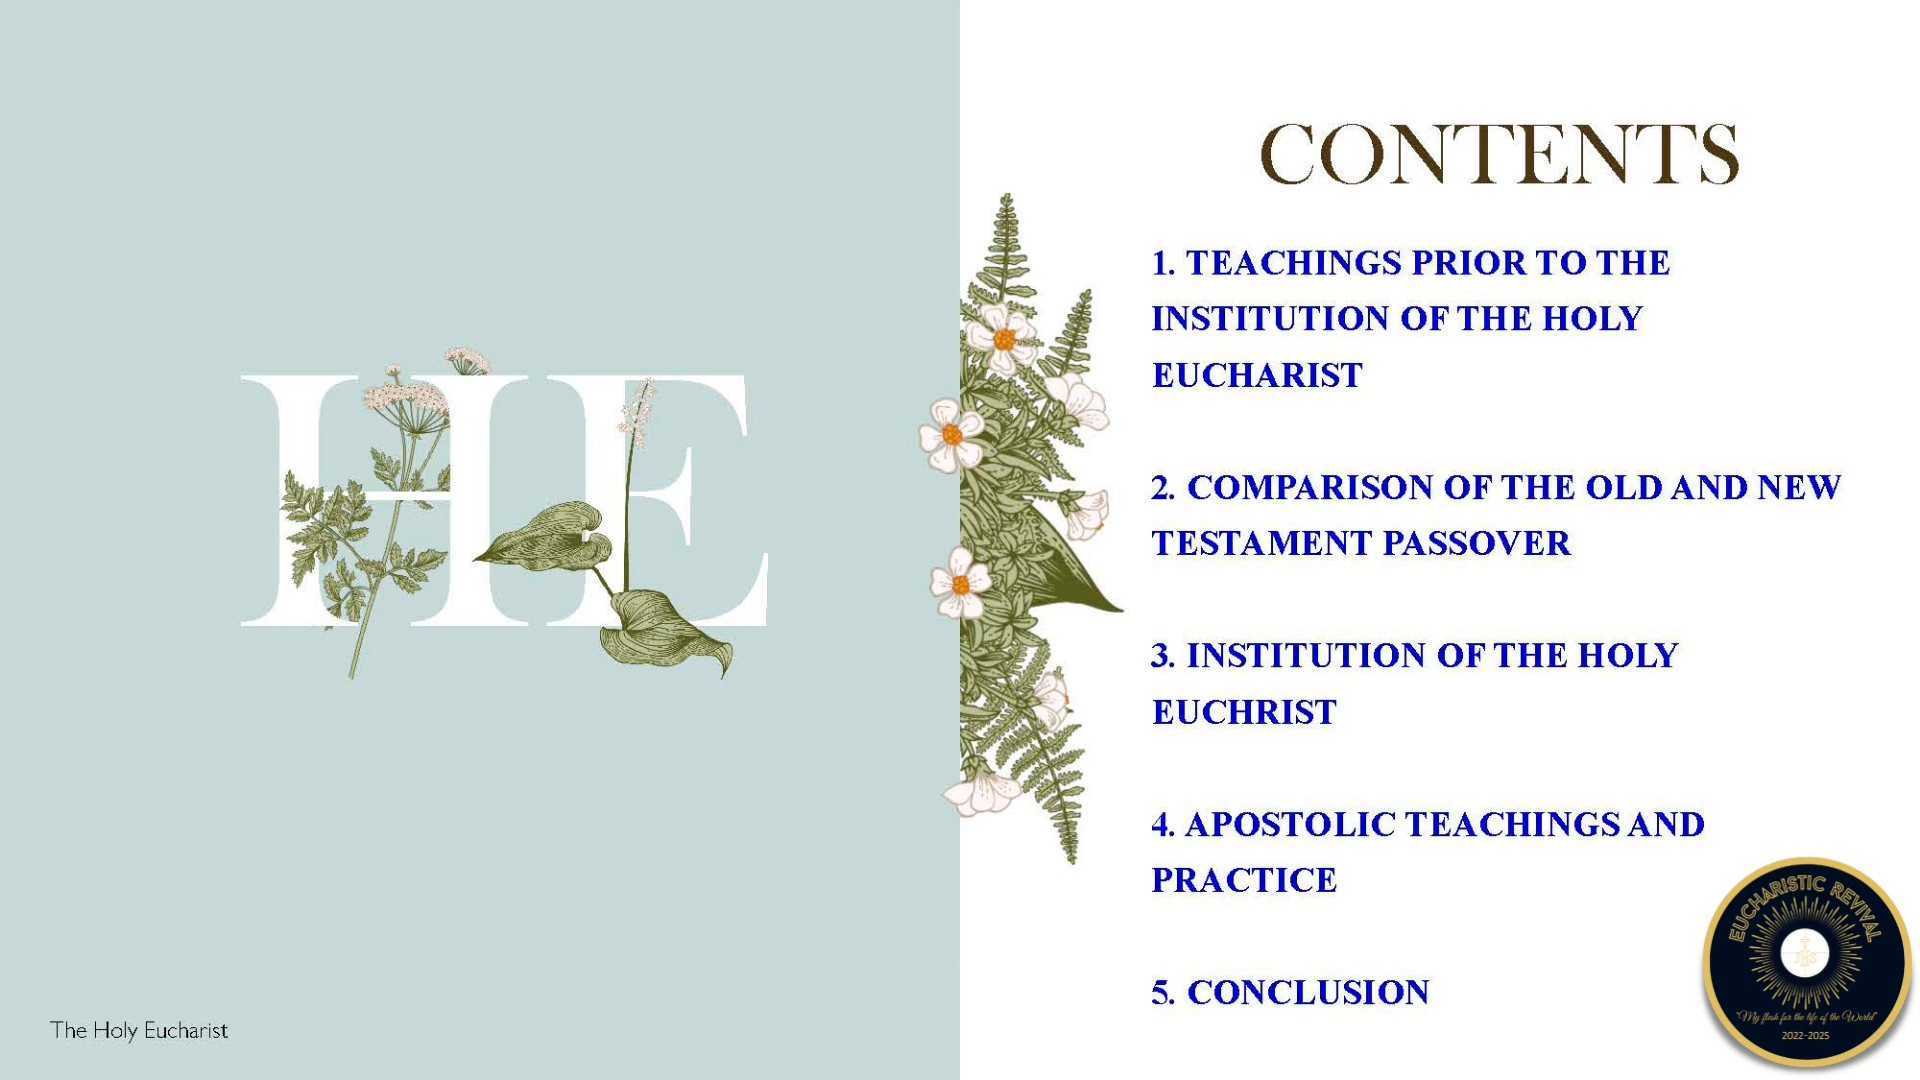 HE
The Holy Eucharist
CONTENTS
1. TEACHINGS PRIOR TO THE
INSTITUTION OF THE HOLY
EUCHARIST
2. COMPARISON OF THE OLD AND NEW
TESTAMENT PASSOVER
3. INSTITUTION OF THE HOLY
EUCHRIST
4. APOSTOLIC TEACHINGS AND
PRACTICE
5. CONCLUSION
EUCHARISTIC REVIVAL
IHS
"My flesh for the life of the World"
2022-2025